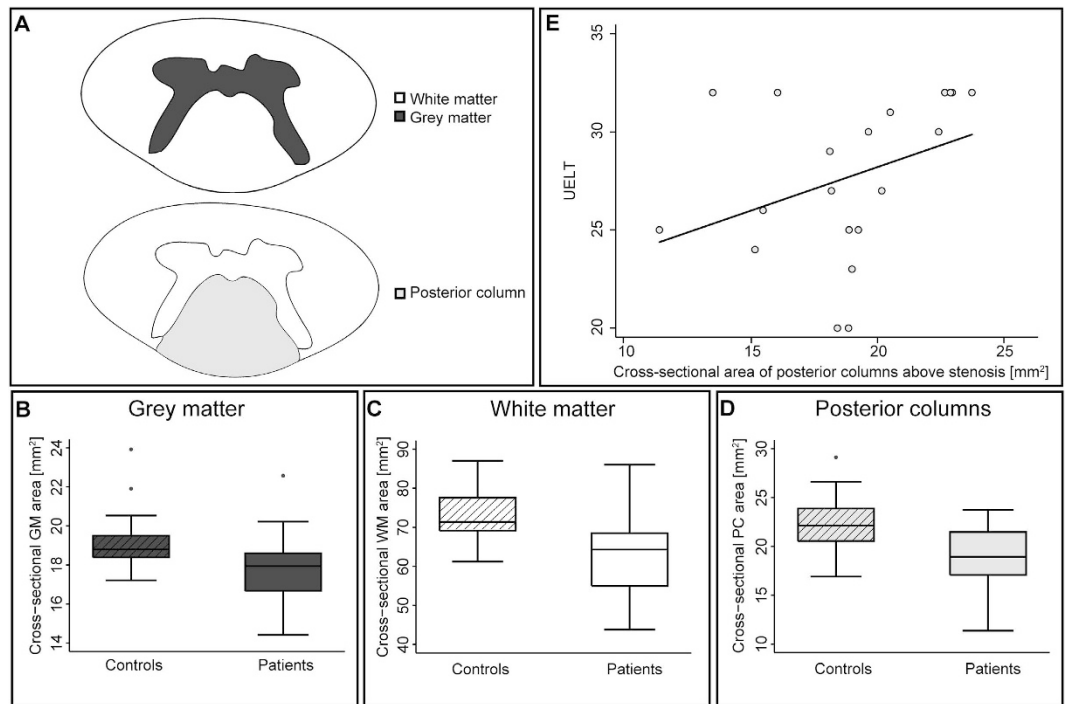 A
White matter
Grey matter
Posterior column
E
35
30
25
20
UELT
10 15 20 25
Cross-sectional area of posterior columns above stenosis [mm²]
B Grey matter
Cross−sectional GM area [mm²]
24
22
20
18
16
14
Controls Patients
C White matter
Cross−sectional WM area [mm²]
90
80
70
60
50
40
Controls Patients
D Posterior columns
Cross−sectional PC area [mm²]
30
25
20
15
10
Controls Patients